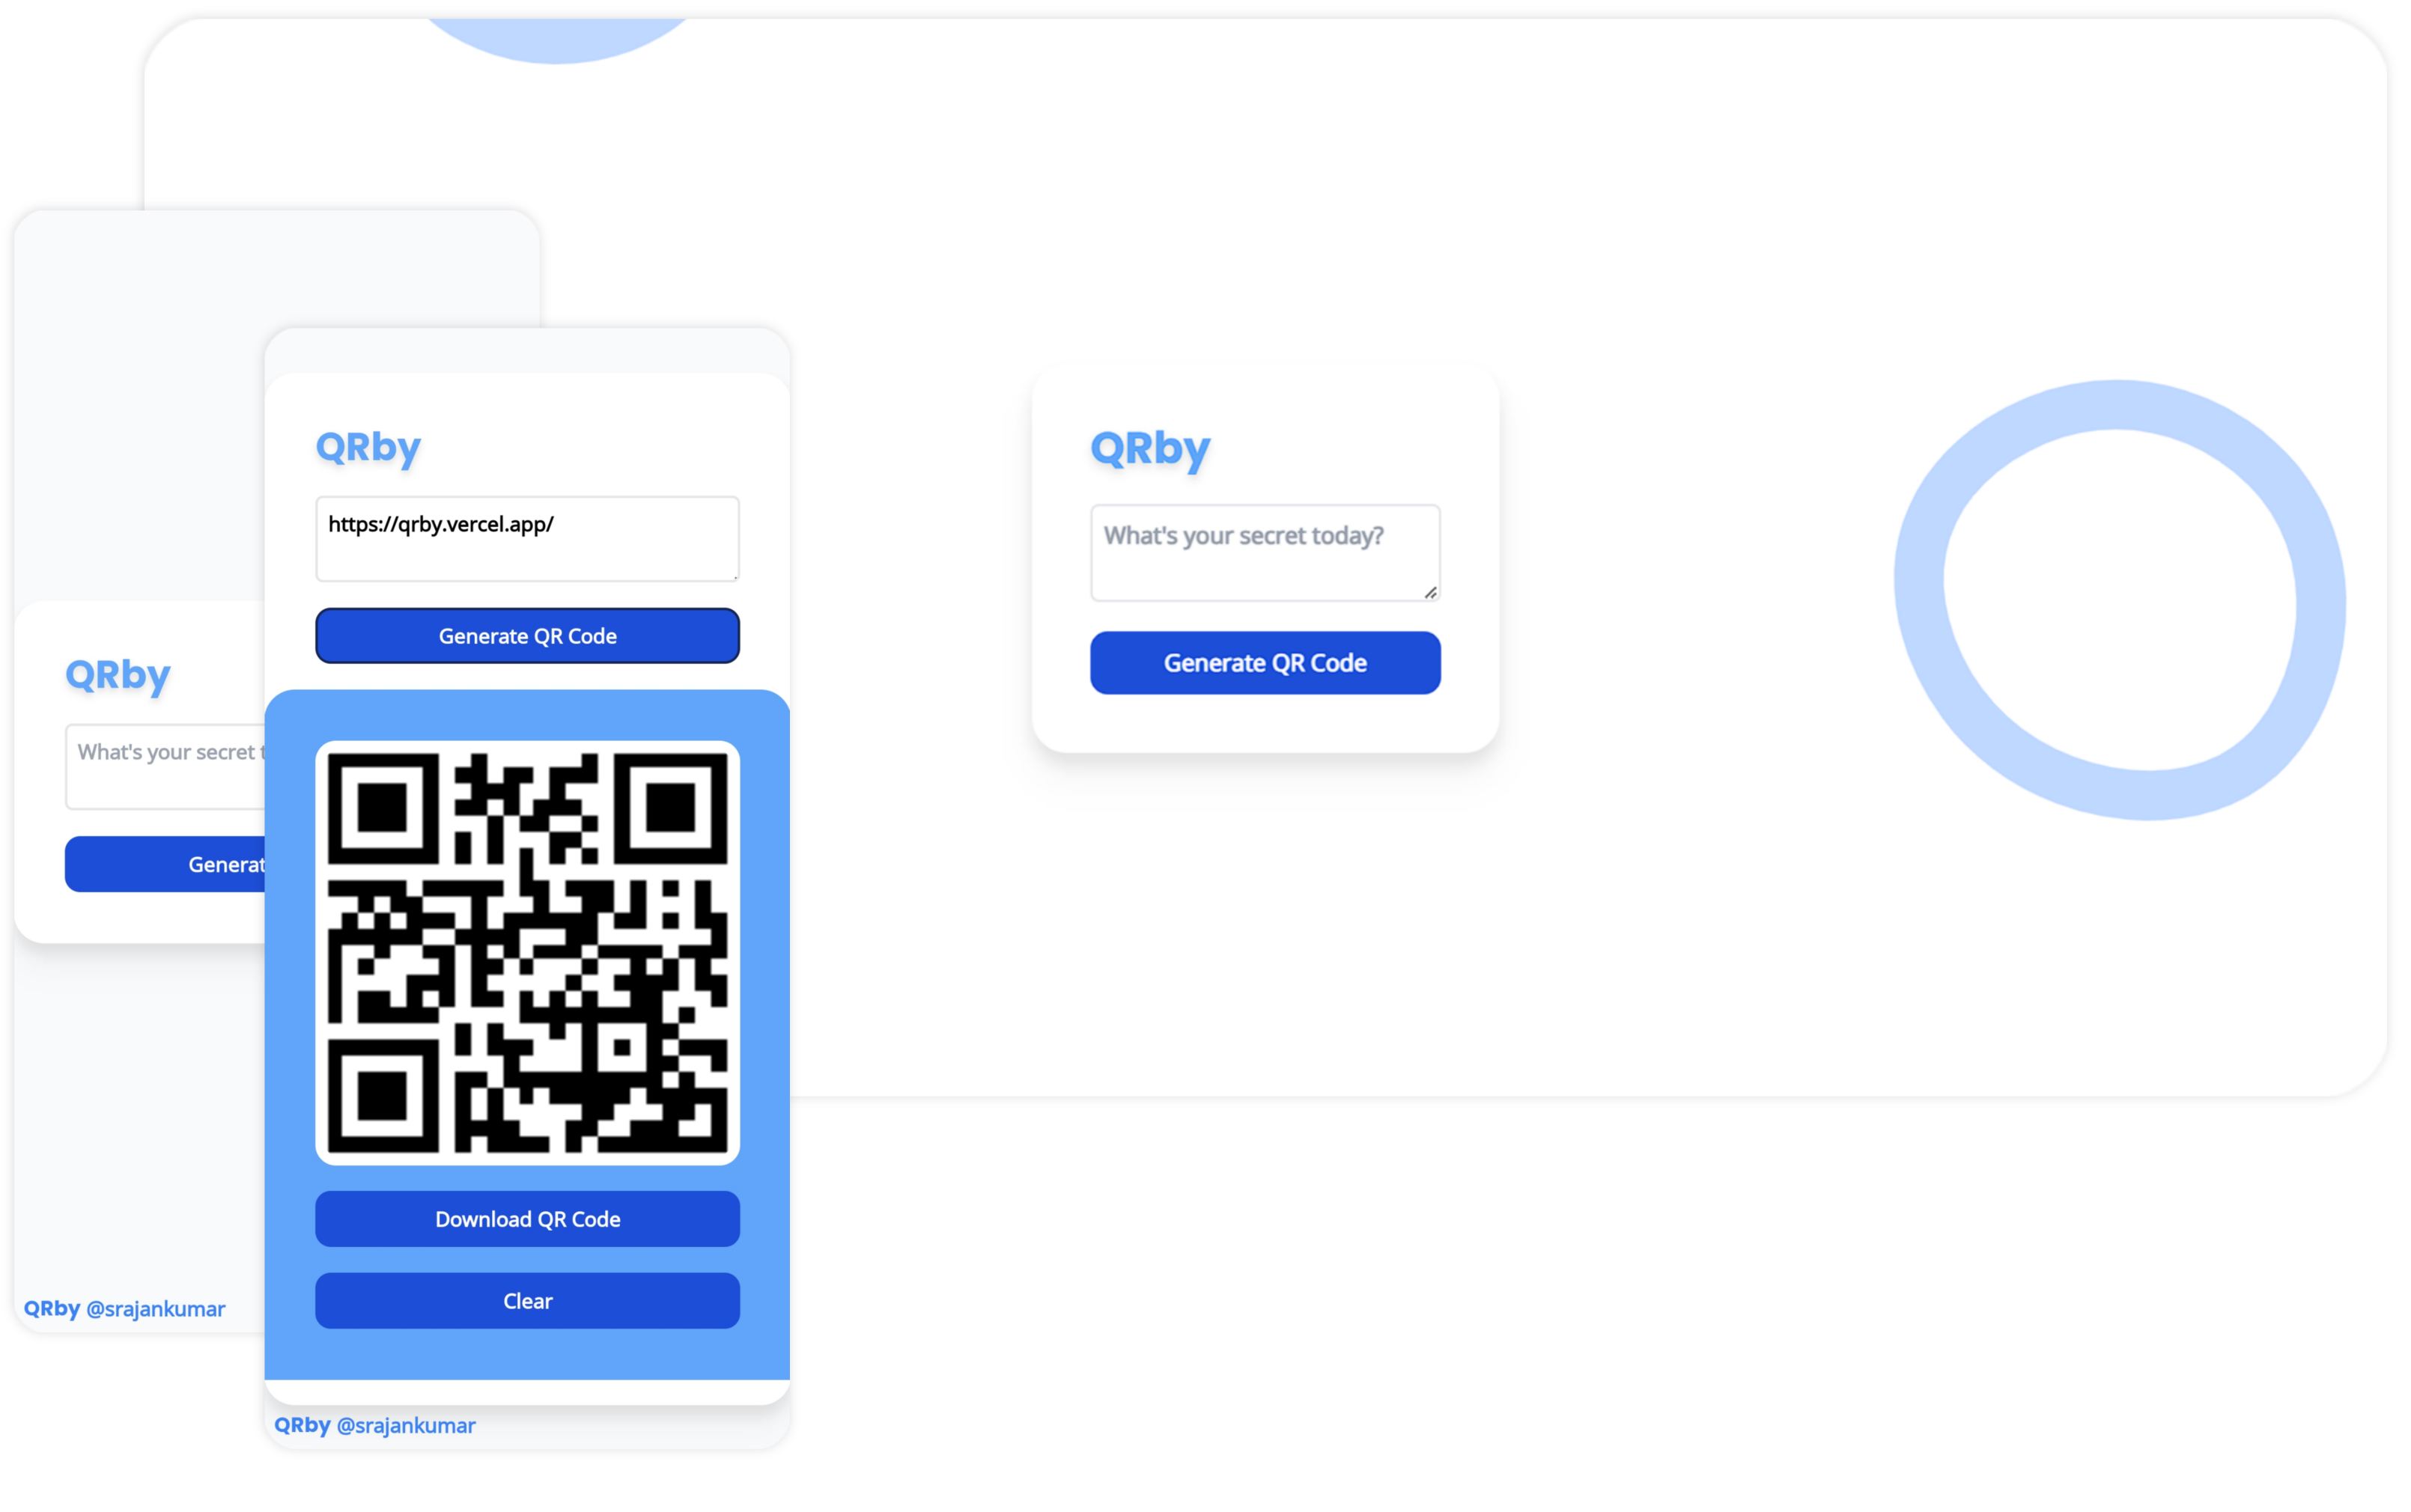 QRby
What's your secret
Generat
QRby @srajankumar
QRby
https://qrby.vercel.app/
Generate QR Code
Download QR Code
Clear
QRby @srajankumar
QRby
What's your secret today?
Generate QR Code